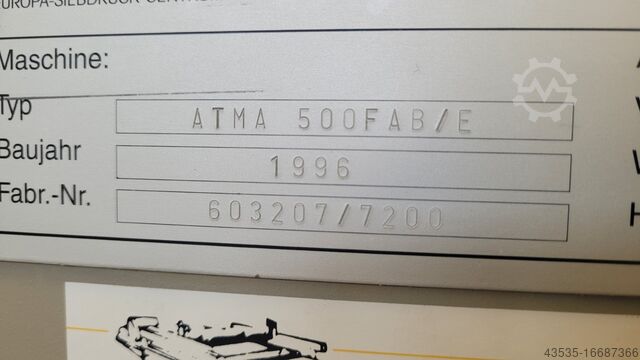 Maschine:
Typ ATMA 500FAB/E
Baujahr 1996
Fabr.-Nr. 603207/7200
43535-16687366